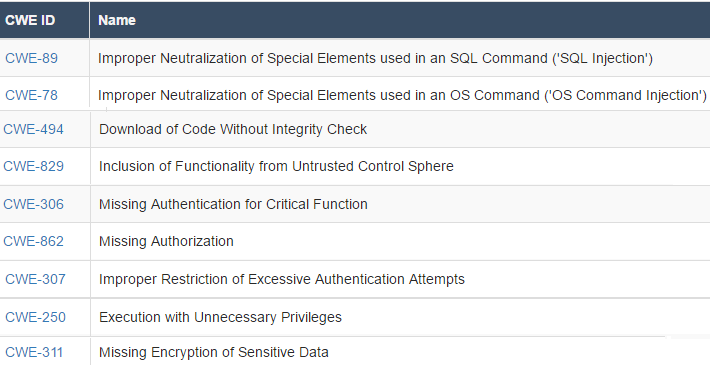 CWE ID Name
CWE-89 Improper Neutralization of Special Elements used in an SQL Command ('SQL Injection')
CWE-78 Improper Neutralization of Special Elements used in an OS Command ('OS Command Injection')
CWE-494 Download of Code Without Integrity Check
CWE-829 Inclusion of Functionality from Untrusted Control Sphere
CWE-306 Missing Authentication for Critical Function
CWE-862 Missing Authorization
CWE-307 Improper Restriction of Excessive Authentication Attempts
CWE-250 Execution with Unnecessary Privileges
CWE-311 Missing Encryption of Sensitive Data